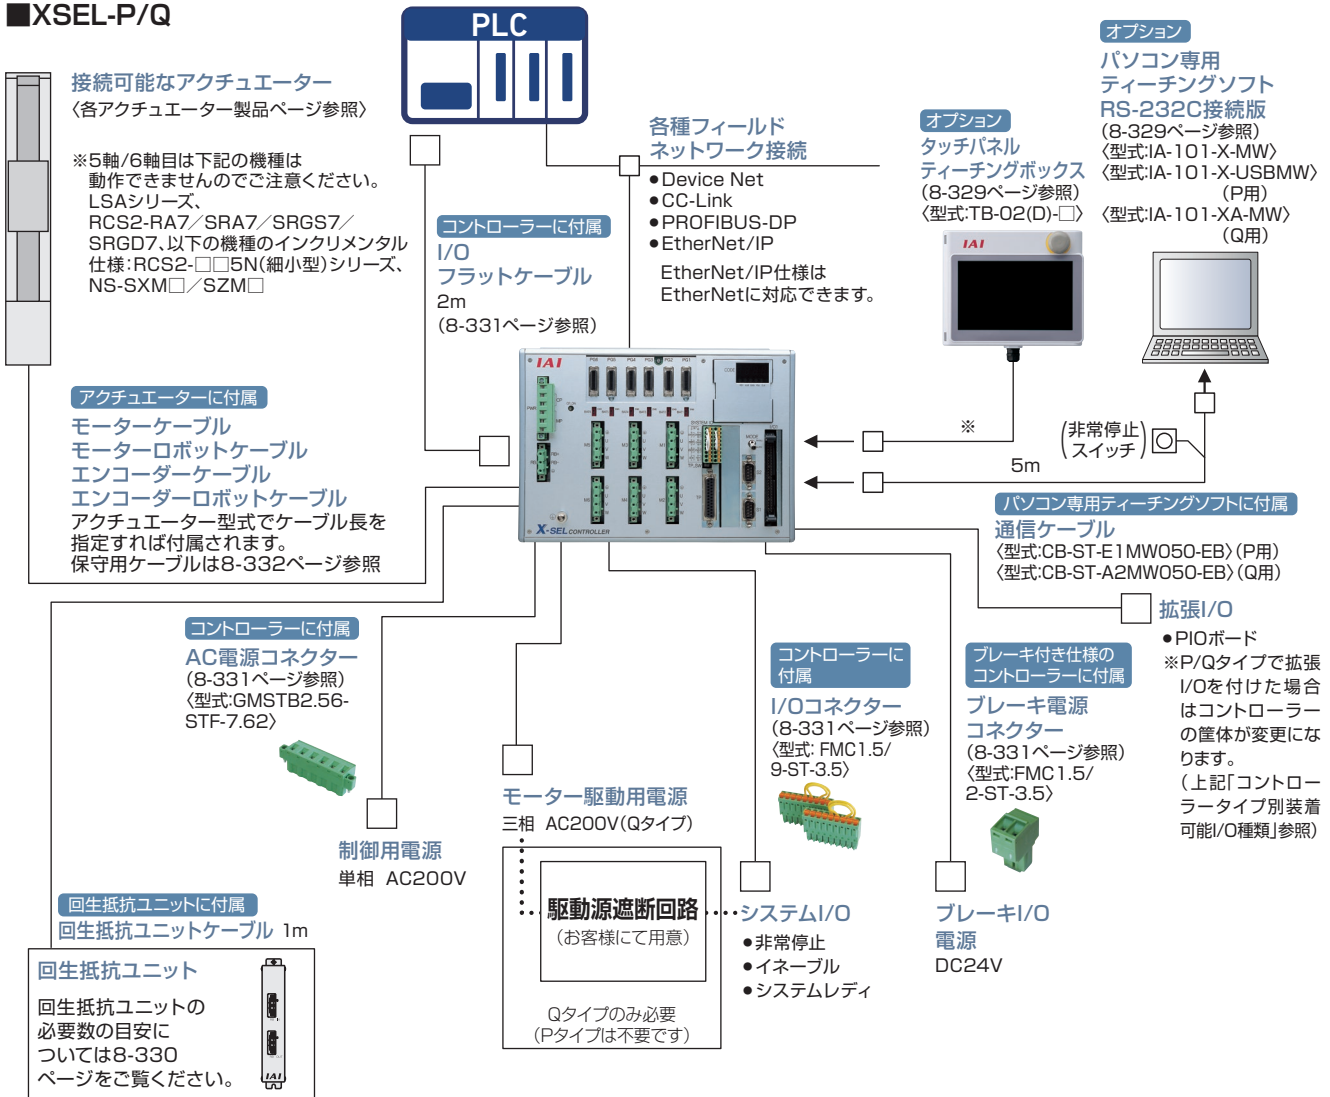 ■XSEL-P/Q
PLC
接続可能なアクチュエーター
〈各アクチュエーター製品ページ参照〉
※5軸/6軸目は下記の機種は
動作できませんのでご注意ください。
LSAシリーズ、
RCS2-RA7／SRA7／SRGS7／
SRGD7、以下の機種のインクリメンタル
仕様：RCS2-□□5N(細小型)シリーズ、
NS-SXM□／SZM□
コントローラーに付属
I/O
フラットケーブル
2m
(8-331ページ参照)
各種フィールド
ネットワーク接続
●Device Net
●CC-Link
●PROFIBUS-DP
●EtherNet/IP
EtherNet/IP仕様は
EtherNetに対応できます。
オプション
タッチパネル
ティーチングボックス
(8-329ページ参照)
〈型式:TB-02(D)-□〉
IAI
オプション
パソコン専用
ティーチングソフト
RS-232C接続版
(8-329ページ参照)
〈型式:IA-101-X-MW〉
〈型式:IA-101-X-USBMW〉
(P用)
〈型式:IA-101-XA-MW〉
(Q用)
アクチュエーターに付属
モーターケーブル
モーターロボットケーブル
エンコーダーケーブル
エンコーダーロボットケーブル
アクチュエーター型式でケーブル長を
指定すれば付属されます。
保守用ケーブルは8-332ページ参照
IAI
PG6 PG5 PG4 PG3 PG2 PG1
CODE
MODE
X-SEL CONTROLLER
※
5m
(非常停止
スイッチ)
パソコン専用ティーチングソフトに付属
通信ケーブル
〈型式:CB-ST-E1MW050-EB〉(P用)
〈型式:CB-ST-A2MW050-EB〉(Q用)
拡張I/O
●PIOボード
※P/Qタイプで拡張
I/Oを付けた場合
はコントローラー
の筐体が変更にな
ります。
(上記「コントロー
ラータイプ別装着
可能I/O種類」参照)
コントローラーに付属
AC電源コネクター
(8-331ページ参照)
〈型式:GMSTB2.56-
STF-7.62〉
制御用電源
単相 AC200V
モーター駆動用電源
三相 AC200V(Qタイプ)
駆動源遮断回路
(お客様にて用意)
Qタイプのみ必要
(Pタイプは不要です)
コントローラーに
付属
I/Oコネクター
(8-331ページ参照)
〈型式: FMC1.5/
9-ST-3.5〉
システムI/O
●非常停止
●イネーブル
●システムレディ
ブレーキ付き仕様の
コントローラーに付属
ブレーキ電源
コネクター
(8-331ページ参照)
〈型式:FMC1.5/
2-ST-3.5〉
ブレーキI/O
電源
DC24V
回生抵抗ユニットに付属
回生抵抗ユニットケーブル 1m
回生抵抗ユニット
回生抵抗ユニットの
必要数の目安に
ついては8-330
ページをご覧ください。
IAI